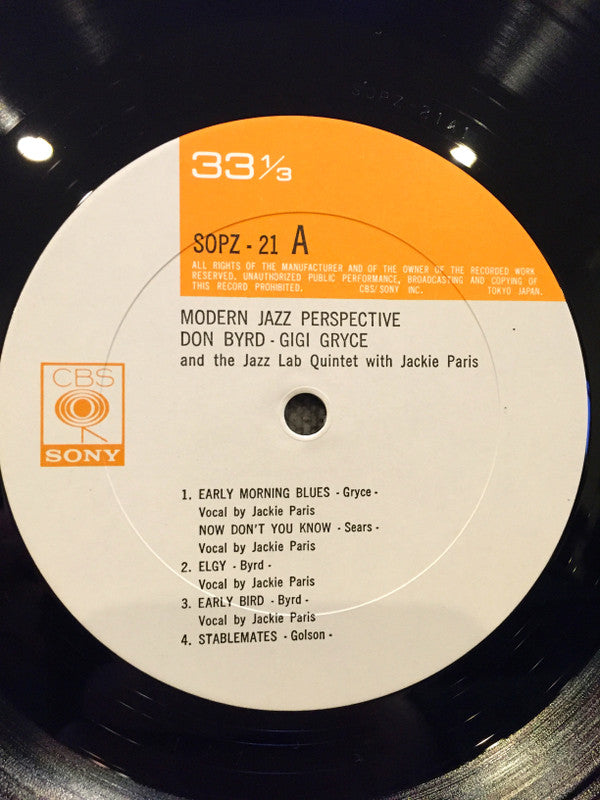 SOPZ-21A1
33 1/3
SOPZ - 21 A
ALL RIGHTS OF THE MANUFACTURER AND OF THE OWNER OF THE RECORDED WORK
RESERVED. UNAUTHORIZED PUBLIC PERFORMANCE, BROADCASTING AND COPYING OF
THIS RECORD PROHIBITED. CBS/SONY INC. TOKYO JAPAN.
MODERN JAZZ PERSPECTIVE
DON BYRD - GIGI GRYCE
and the Jazz Lab Quintet with Jackie Paris
CBS
SONY
1. EARLY MORNING BLUES - Gryce -
Vocal by Jackie Paris
NOW DON'T YOU KNOW - Sears -
Vocal by Jackie Paris
2. ELGY - Byrd -
Vocal by Jackie Paris
3. EARLY BIRD - Byrd -
Vocal by Jackie Paris
4. STABLEMATES - Golson -